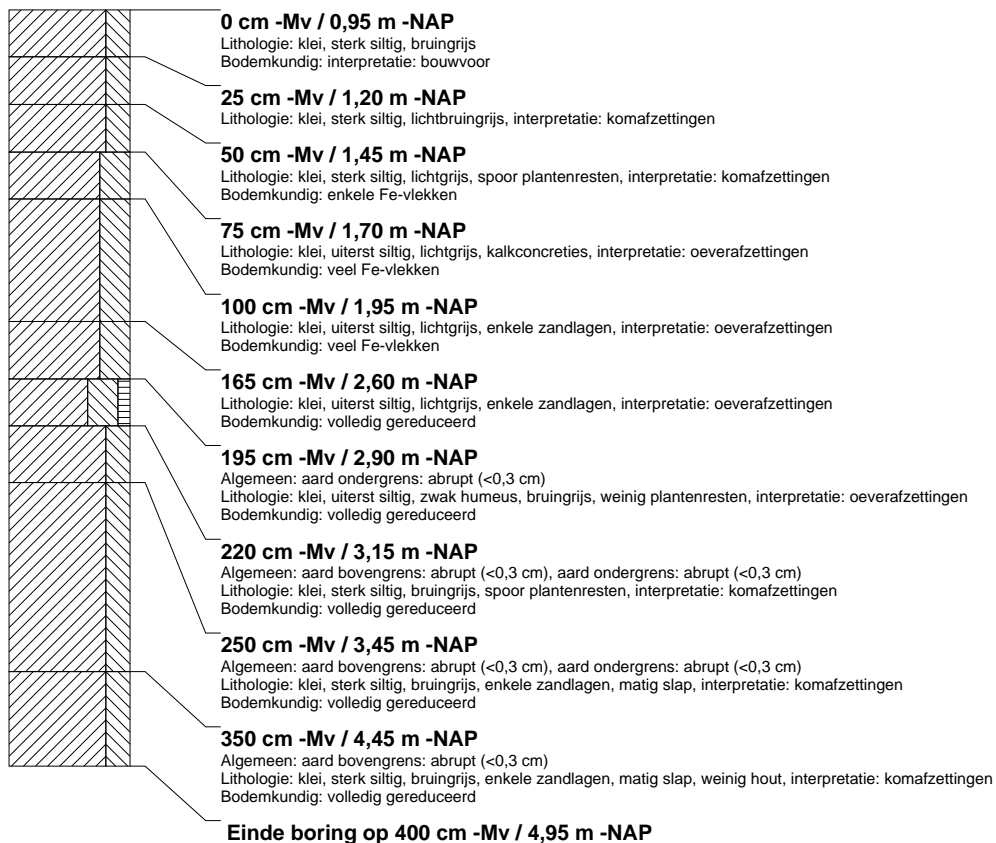 0 cm -Mv / 0,95 m -NAP
Lithologie: klei, sterk siltig, bruingrijs
Bodemkundig: interpretatie: bouwvoor
25 cm -Mv / 1,20 m -NAP
Lithologie: klei, sterk siltig, lichtbruingrijs, interpretatie: komafzettingen
50 cm -Mv / 1,45 m -NAP
Lithologie: klei, sterk siltig, lichtgrijs, spoor plantenresten, interpretatie: komafzettingen
Bodemkundig: enkele Fe-vlekken
75 cm -Mv / 1,70 m -NAP
Lithologie: klei, uiterst siltig, lichtgrijs, kalkconcreties, interpretatie: oeverafzettingen
Bodemkundig: veel Fe-vlekken
100 cm -Mv / 1,95 m -NAP
Lithologie: klei, uiterst siltig, lichtgrijs, enkele zandlagen, interpretatie: oeverafzettingen
Bodemkundig: veel Fe-vlekken
165 cm -Mv / 2,60 m -NAP
Lithologie: klei, uiterst siltig, lichtgrijs, enkele zandlagen, interpretatie: oeverafzettingen
Bodemkundig: volledig gereduceerd
195 cm -Mv / 2,90 m -NAP
Algemeen: aard ondergrens: abrupt (<0,3 cm)
Lithologie: klei, uiterst siltig, zwak humeus, bruingrijs, weinig plantenresten, interpretatie: oeverafzettingen
Bodemkundig: volledig gereduceerd
220 cm -Mv / 3,15 m -NAP
Algemeen: aard bovengrens: abrupt (<0,3 cm), aard ondergrens: abrupt (<0,3 cm)
Lithologie: klei, sterk siltig, bruingrijs, spoor plantenresten, interpretatie: komafzettingen
Bodemkundig: volledig gereduceerd
250 cm -Mv / 3,45 m -NAP
Algemeen: aard bovengrens: abrupt (<0,3 cm), aard ondergrens: abrupt (<0,3 cm)
Lithologie: klei, sterk siltig, bruingrijs, enkele zandlagen, matig slap, interpretatie: komafzettingen
Bodemkundig: volledig gereduceerd
350 cm -Mv / 4,45 m -NAP
Algemeen: aard bovengrens: abrupt (<0,3 cm)
Lithologie: klei, sterk siltig, bruingrijs, enkele zandlagen, matig slap, weinig hout, interpretatie: komafzettingen
Bodemkundig: volledig gereduceerd
Einde boring op 400 cm -Mv / 4,95 m -NAP